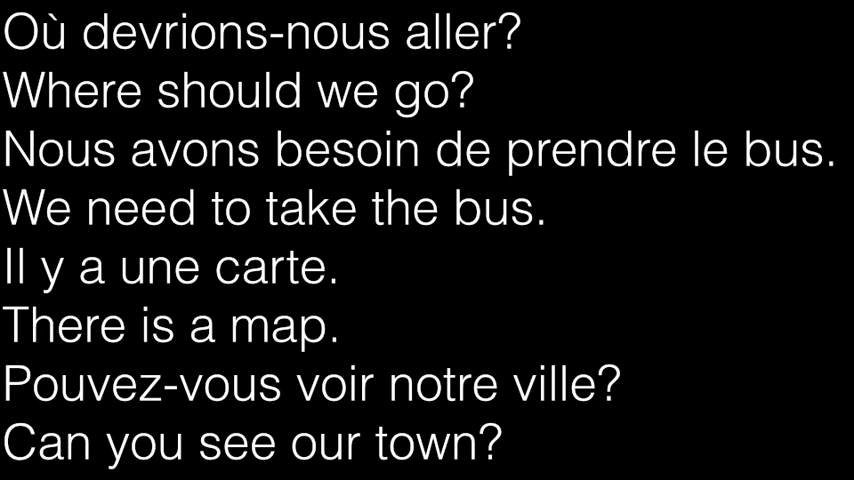 Où devrions-nous aller?
Where should we go?
Nous avons besoin de prendre le bus.
We need to take the bus.
Il y a une carte.
There is a map.
Pouvez-vous voir notre ville?
Can you see our town?